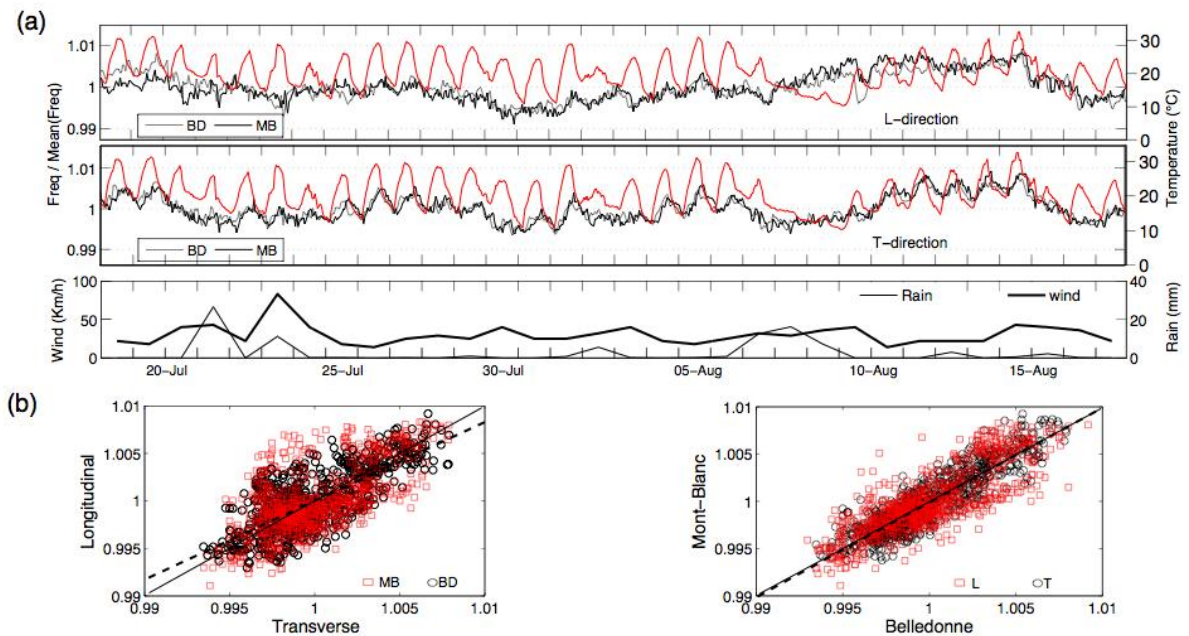 (a)
1.01
1
0.99
30
20
10
0
BD MB
L-direction
Freq / Mean(Freq)
Temperature (°C)
1.01
1
0.99
30
20
10
0
BD MB
T-direction
Wind (Km/h)
100
50
0
Rain wind
40
20
0
Rain (mm)
20-Jul 25-Jul 30-Jul 05-Aug 10-Aug 15-Aug
(b)
Longitudinal
1.01
1.005
1
0.995
0.99
MB BD
0.99 0.995 1 1.005 1.01
Transverse
Mont-Blanc
1.01
1.005
1
0.995
0.99
L T
0.99 0.995 1 1.005 1.01
Belledonne